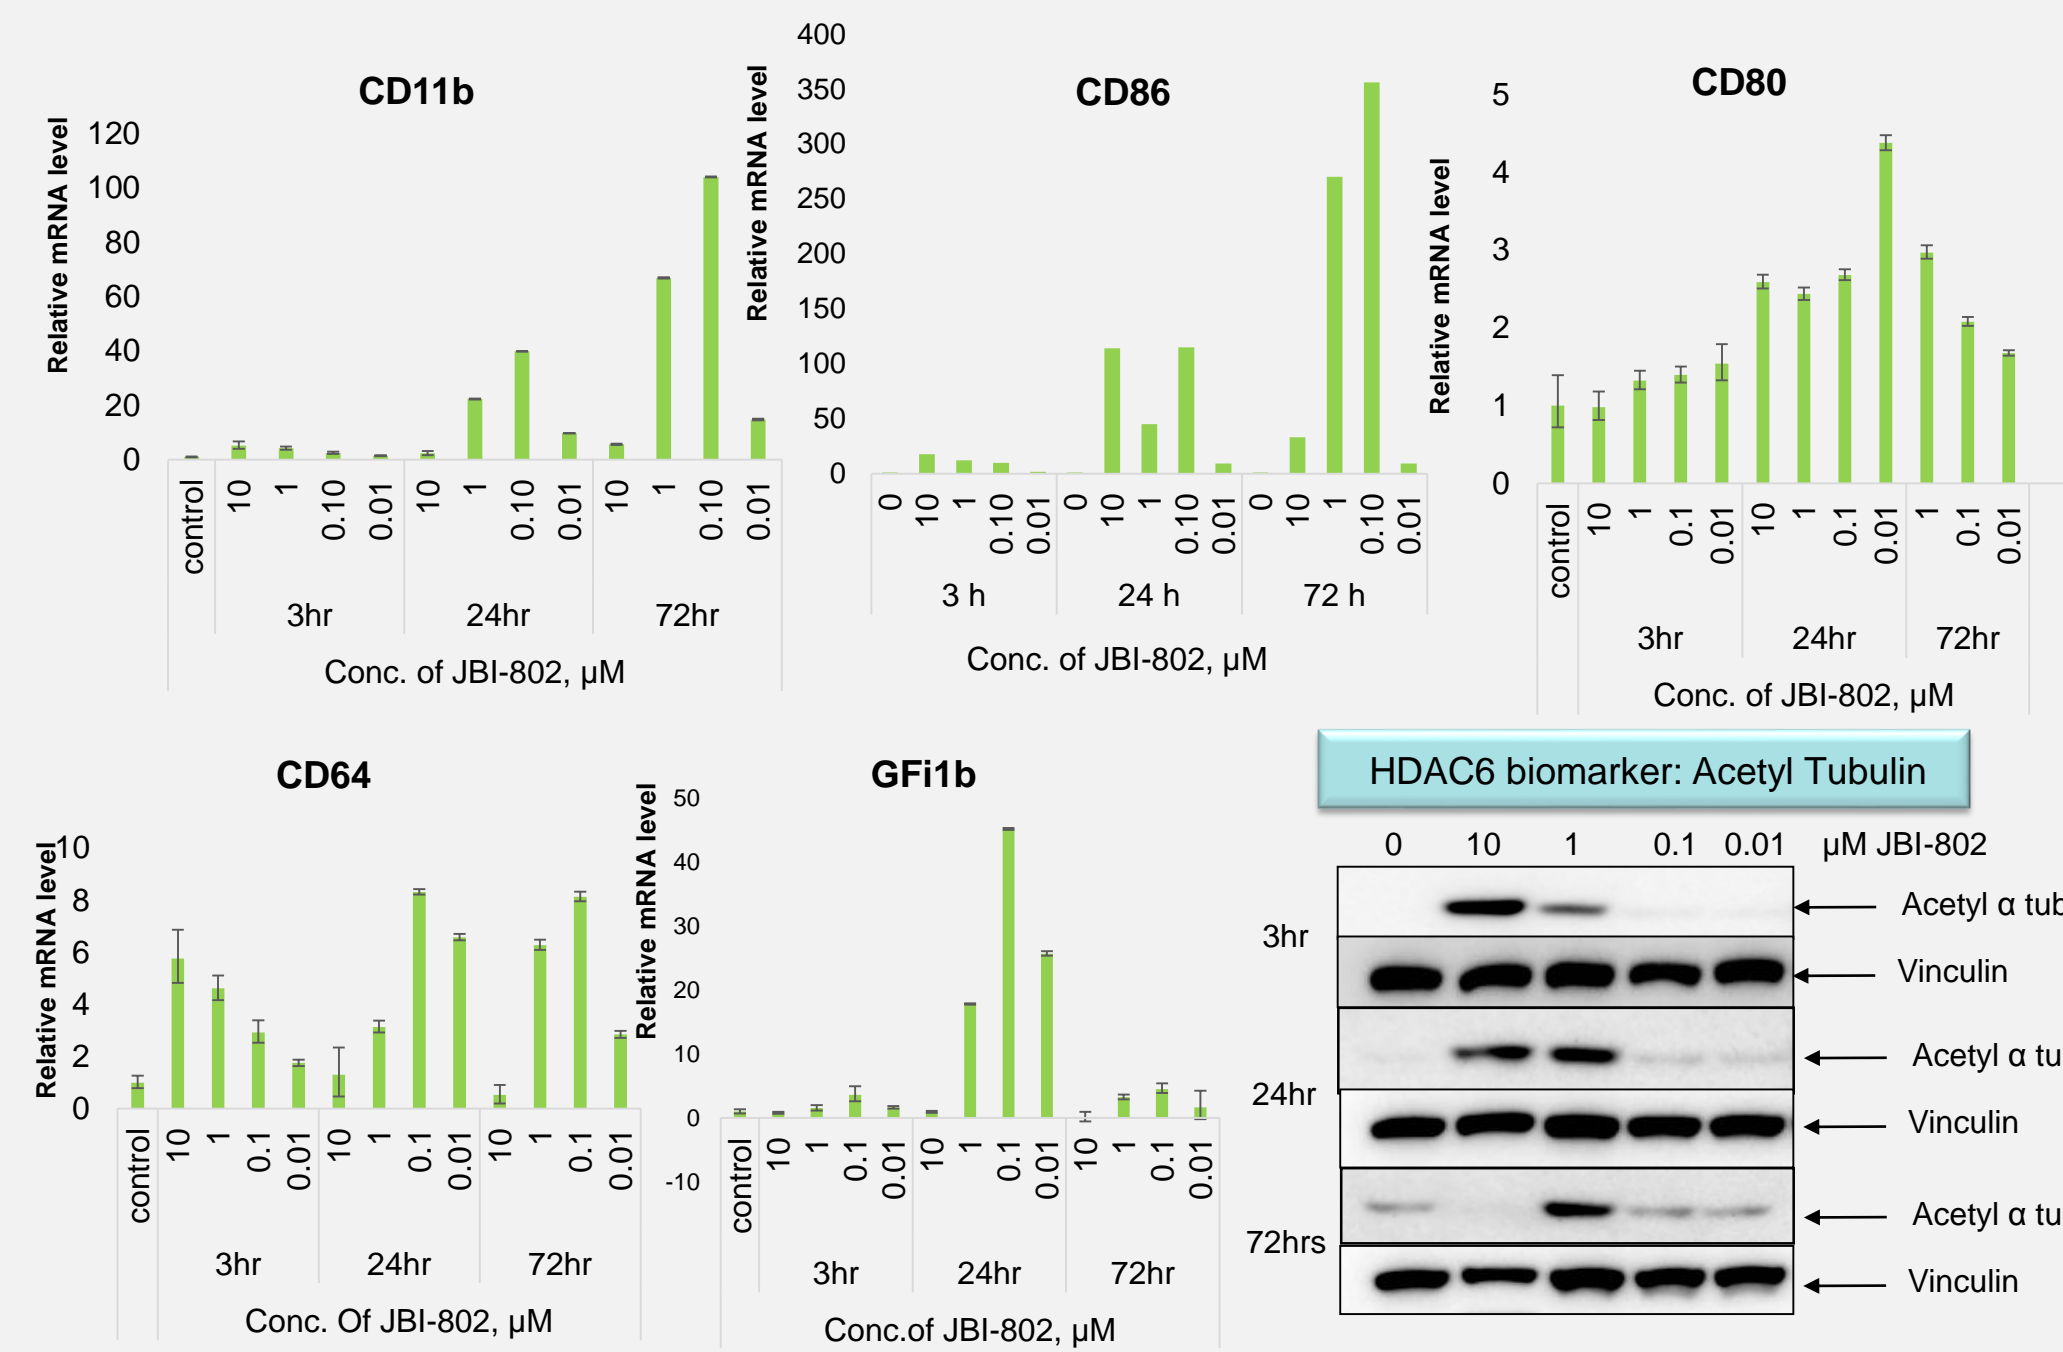 CD11b
Relative mRNA level
120
100
80
60
40
20
0
control
10
1
0.10
0.01
10
1
0.10
0.01
10
1
0.10
0.01
3hr
24hr
72hr
Conc. of JBI-802, µM
CD86
Relative mRNA level
400
350
300
250
200
150
100
50
0
0
10
1
0.10
0.01
0
10
1
0.10
0.01
0
10
1
0.10
0.01
3 h
24 h
72 h
Conc. of JBI-802, µM
CD80
Relative mRNA level
5
4
3
2
1
0
control
10
1
0.1
0.01
10
1
0.1
0.01
1
0.1
0.01
3hr
24hr
72hr
Conc. of JBI-802, µM
CD64
Relative mRNA level
10
8
6
4
2
0
control
10
1
0.1
0.01
10
1
0.1
0.01
10
1
0.1
0.01
3hr
24hr
72hr
Conc. Of JBI-802, µM
GFi1b
Relative mRNA level
50
40
30
20
10
0
-10
control
10
1
0.1
0.01
10
1
0.1
0.01
10
1
0.1
0.01
3hr
24hr
72hr
Conc.of JBI-802, µM
HDAC6 biomarker: Acetyl Tubulin
0 10 1 0.1 0.01 µM JBI-802
Acetyl α tub
3hr
Vinculin
Acetyl α tu
24hr
Vinculin
Acetyl α tu
72hrs
Vinculin